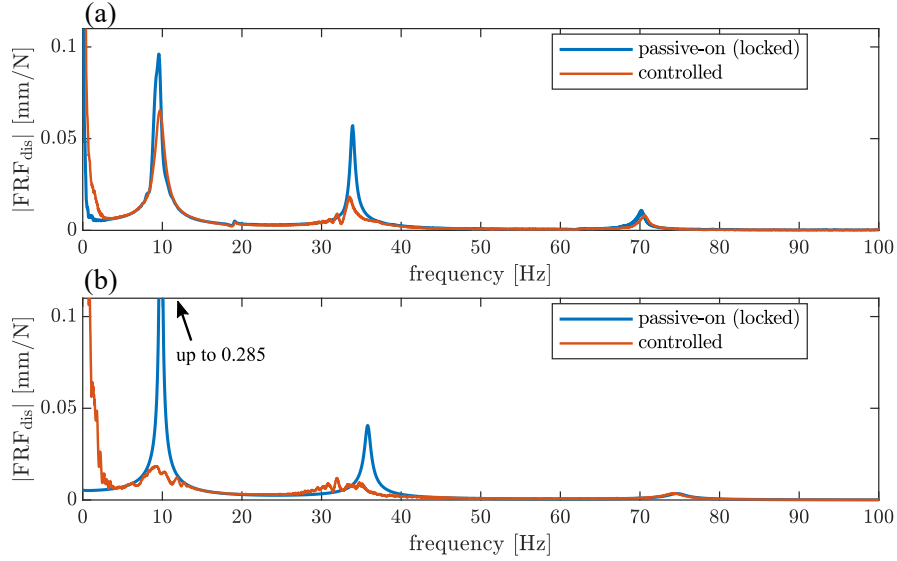 (a)
|FRF_dis| [mm/N]
0.1
0.05
0
passive-on (locked)
controlled
0 10 20 30 40 50 60 70 80 90 100
frequency [Hz]
(b)
|FRF_dis| [mm/N]
0.1
0.05
0
up to 0.285
passive-on (locked)
controlled
0 10 20 30 40 50 60 70 80 90 100
frequency [Hz]